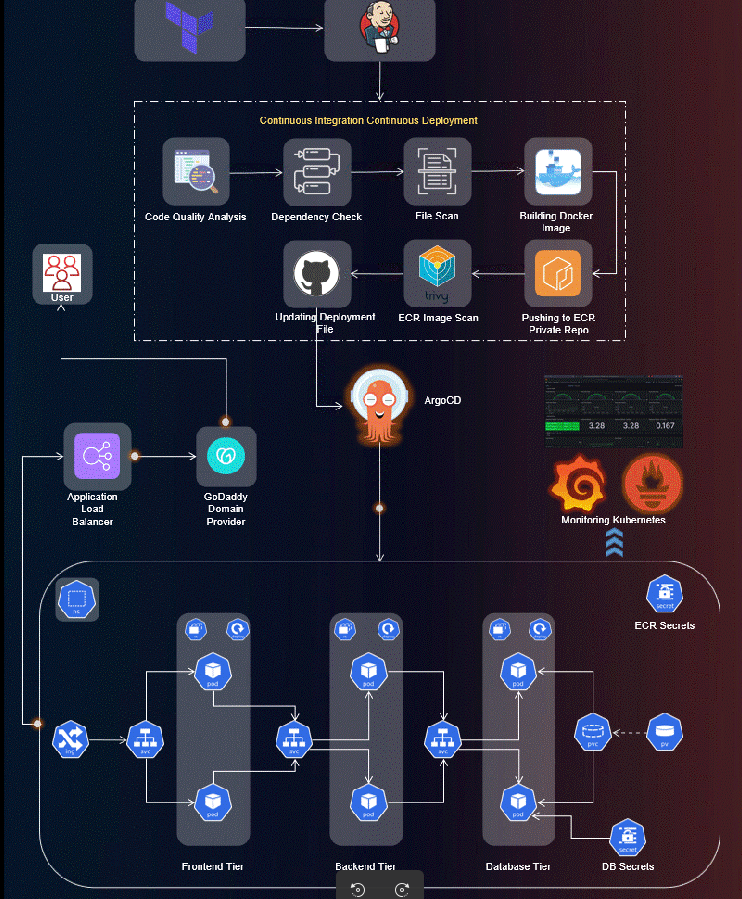 Continuous Integration Continuous Deployment
Code Quality Analysis
Dependency Check
File Scan
Building Docker
Image
User
trivy
Updating Deployment
File
ECR Image Scan
Pushing to ECR
Private Repo
ArgoCD
3.28
3.28
0.167
Application
Load
Balancer
GoDaddy
Domain
Provider
Monitoring Kubernetes
ns
secret
ECR Secrets
pod
pod
pod
ing
svc
svc
svc
pvc
pv
pod
pod
pod
secret
Frontend Tier
Backend Tier
Database Tier
DB Secrets